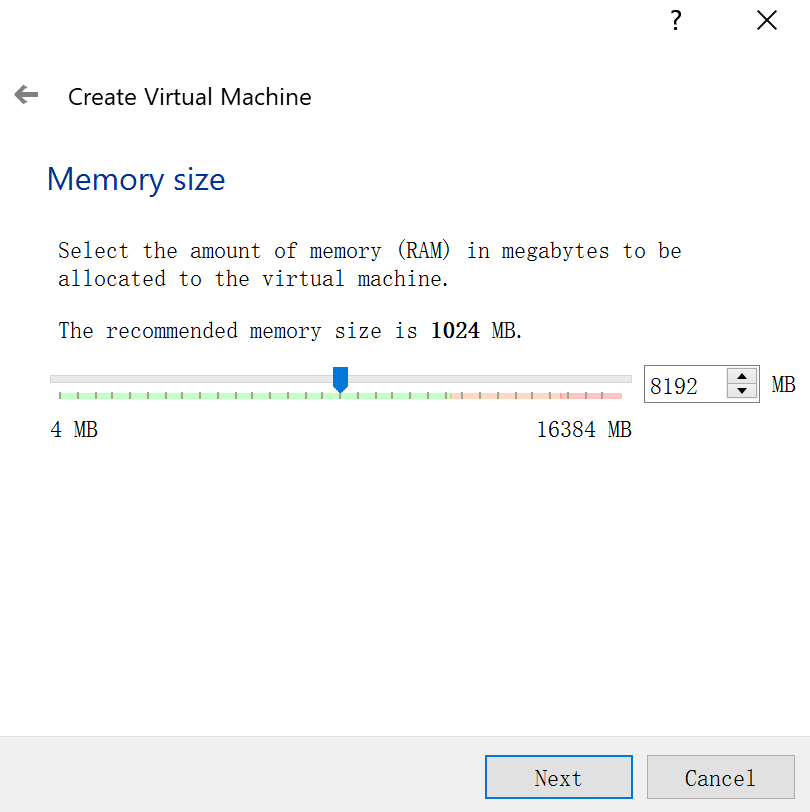 ?
Create Virtual Machine
Memory size
Select the amount of memory (RAM) in megabytes to be
allocated to the virtual machine.
The recommended memory size is 1024 MB.
8192 MB
4 MB 16384 MB
Next Cancel